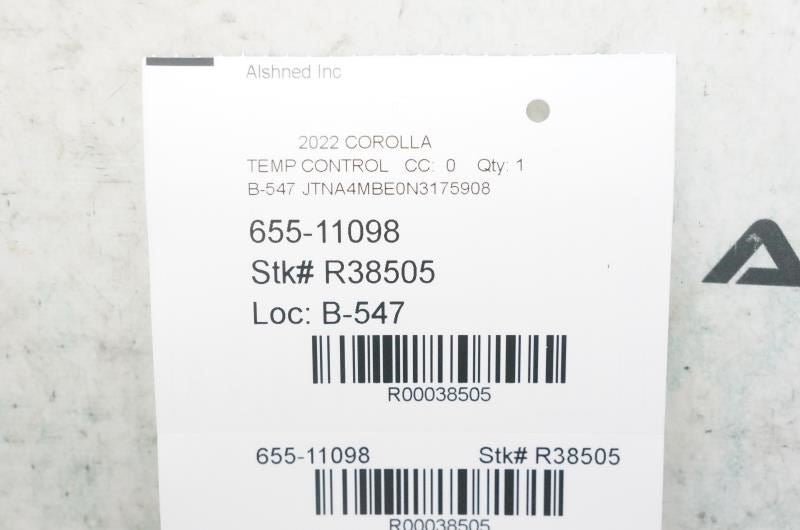 Alshned Inc
2022 COROLLA
TEMP CONTROL CC: 0 Qty: 1
B-547 JTNA4MBE0N3175908
655-11098
Stk# R38505
Loc: B-547
R00038505
655-11098 Stk# R38505
R00038505